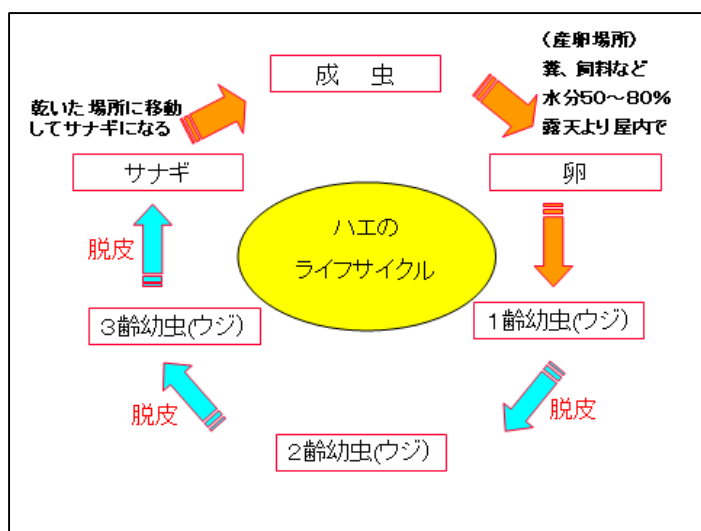 成　虫
（産卵場所）
糞、飼料など
水分50～80%
露天より屋内で
乾いた場所に移動
してサナギになる
サナギ
卵
ハエの
ライフサイクル
脱皮
3齢幼虫(ウジ)
1齢幼虫(ウジ)
脱皮
脱皮
2齢幼虫(ウジ)